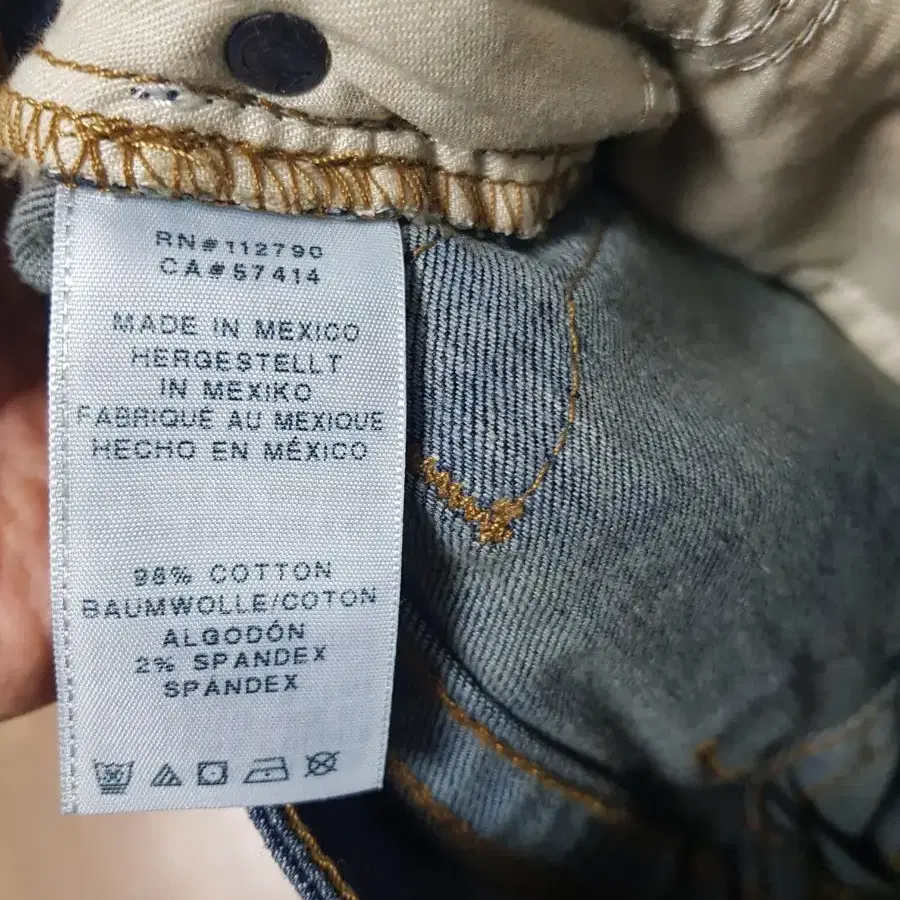 RN#112790
CA#57414
MADE IN MEXICO
HERGESTELLT
IN MEXIKO
FABRIQUÉ AU MEXIQUE
HECHO EN MÉXICO
98% COTTON
BAUMWOLLE/COTON
ALGODÓN
2% SPANDEX
SPÁNDEX